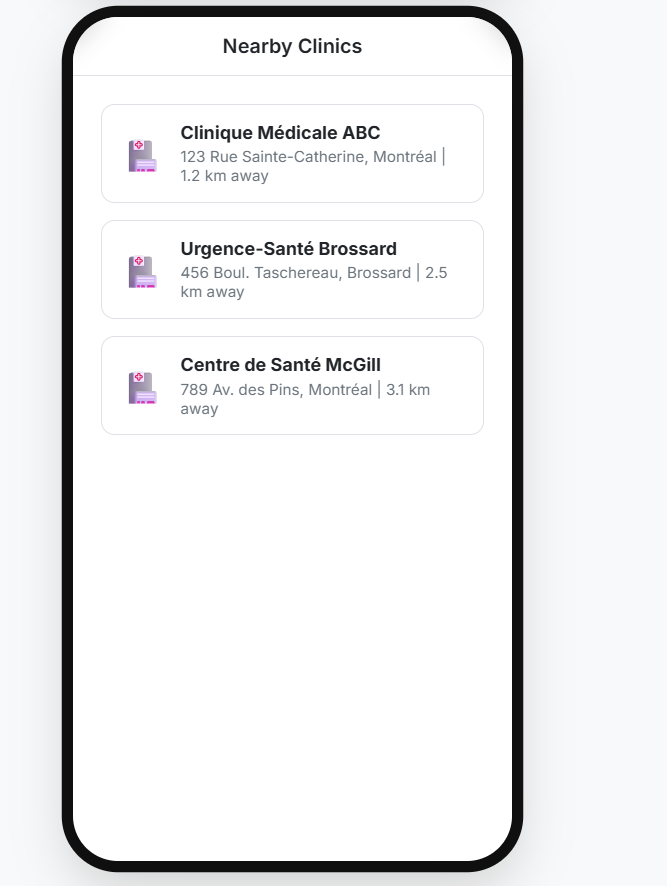 Nearby Clinics
Clinique Médicale ABC
123 Rue Sainte-Catherine, Montréal |
1.2 km away
Urgence-Santé Brossard
456 Boul. Taschereau, Brossard | 2.5
km away
Centre de Santé McGill
789 Av. des Pins, Montréal | 3.1 km
away